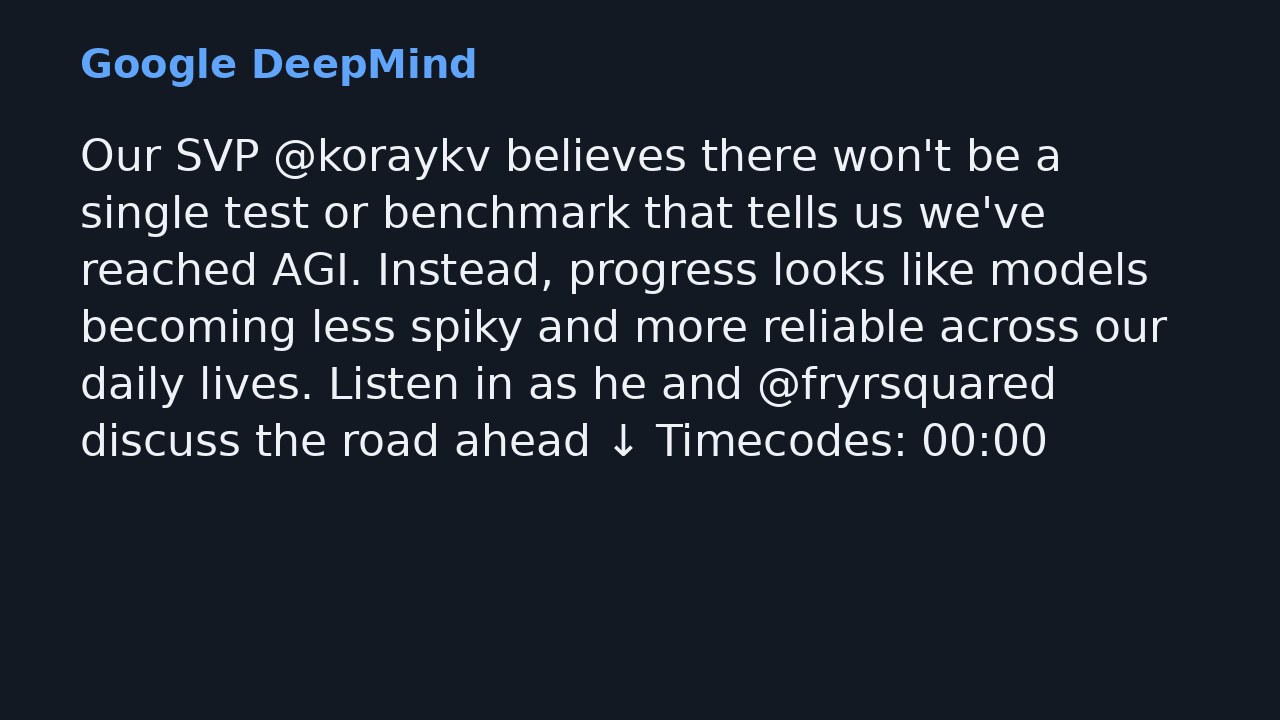 Google DeepMind
Our SVP @koraykv believes there won't be a
single test or benchmark that tells us we've
reached AGI. Instead, progress looks like models
becoming less spiky and more reliable across our
daily lives. Listen in as he and @fryrsquared
discuss the road ahead ↓ Timecodes: 00:00